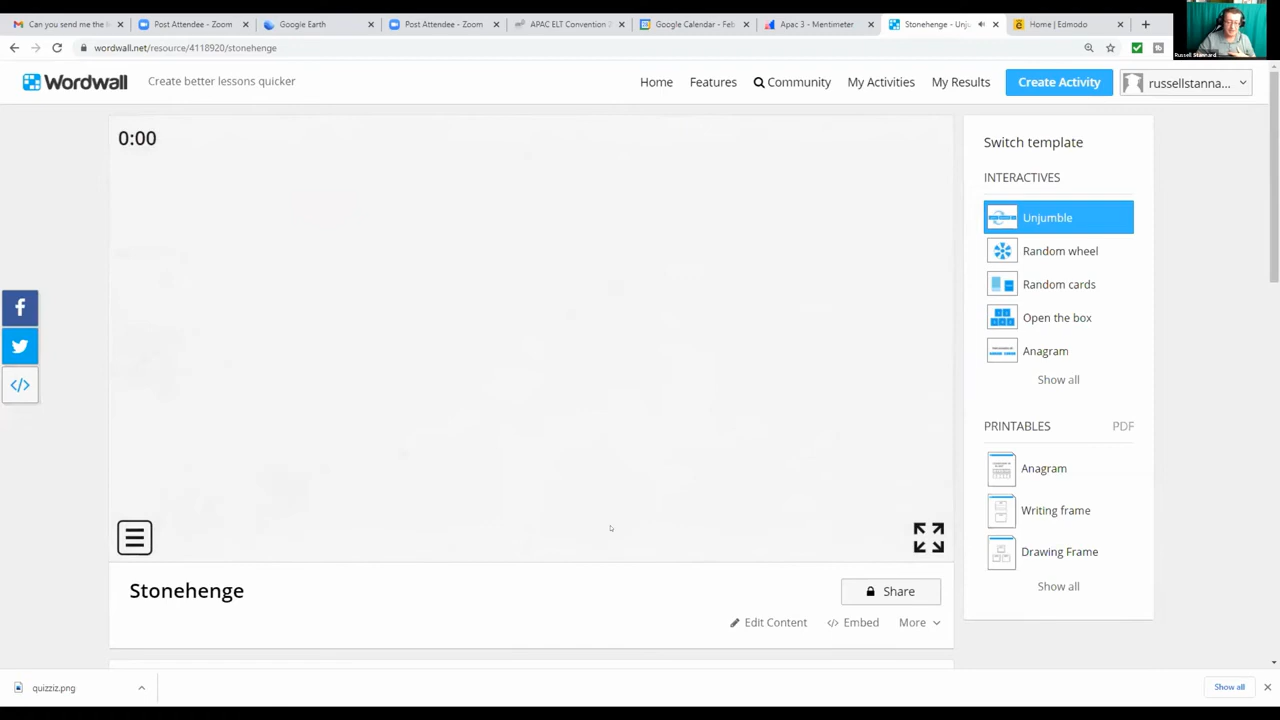 Can you send me the
Post Attendee - Zoom
Google Earth
Post Attendee - Zoom
APAC ELT Convention 2
Google Calendar - Feb
Apac 3 - Mentimeter
Stonehenge - Unju
Home | Edmodo
Russell Stannard
wordwall.net/resource/4118920/stonehenge
Wordwall
Create better lessons quicker
Home
Features
Community
My Activities
My Results
Create Activity
russellstanna...
0:00
Switch template
INTERACTIVES
Unjumble
Random wheel
Random cards
Open the box
Anagram
Show all
PRINTABLES PDF
Anagram
Writing frame
Drawing Frame
Show all
Stonehenge
Share
Edit Content
</> Embed
More
quizziz.png
Show all